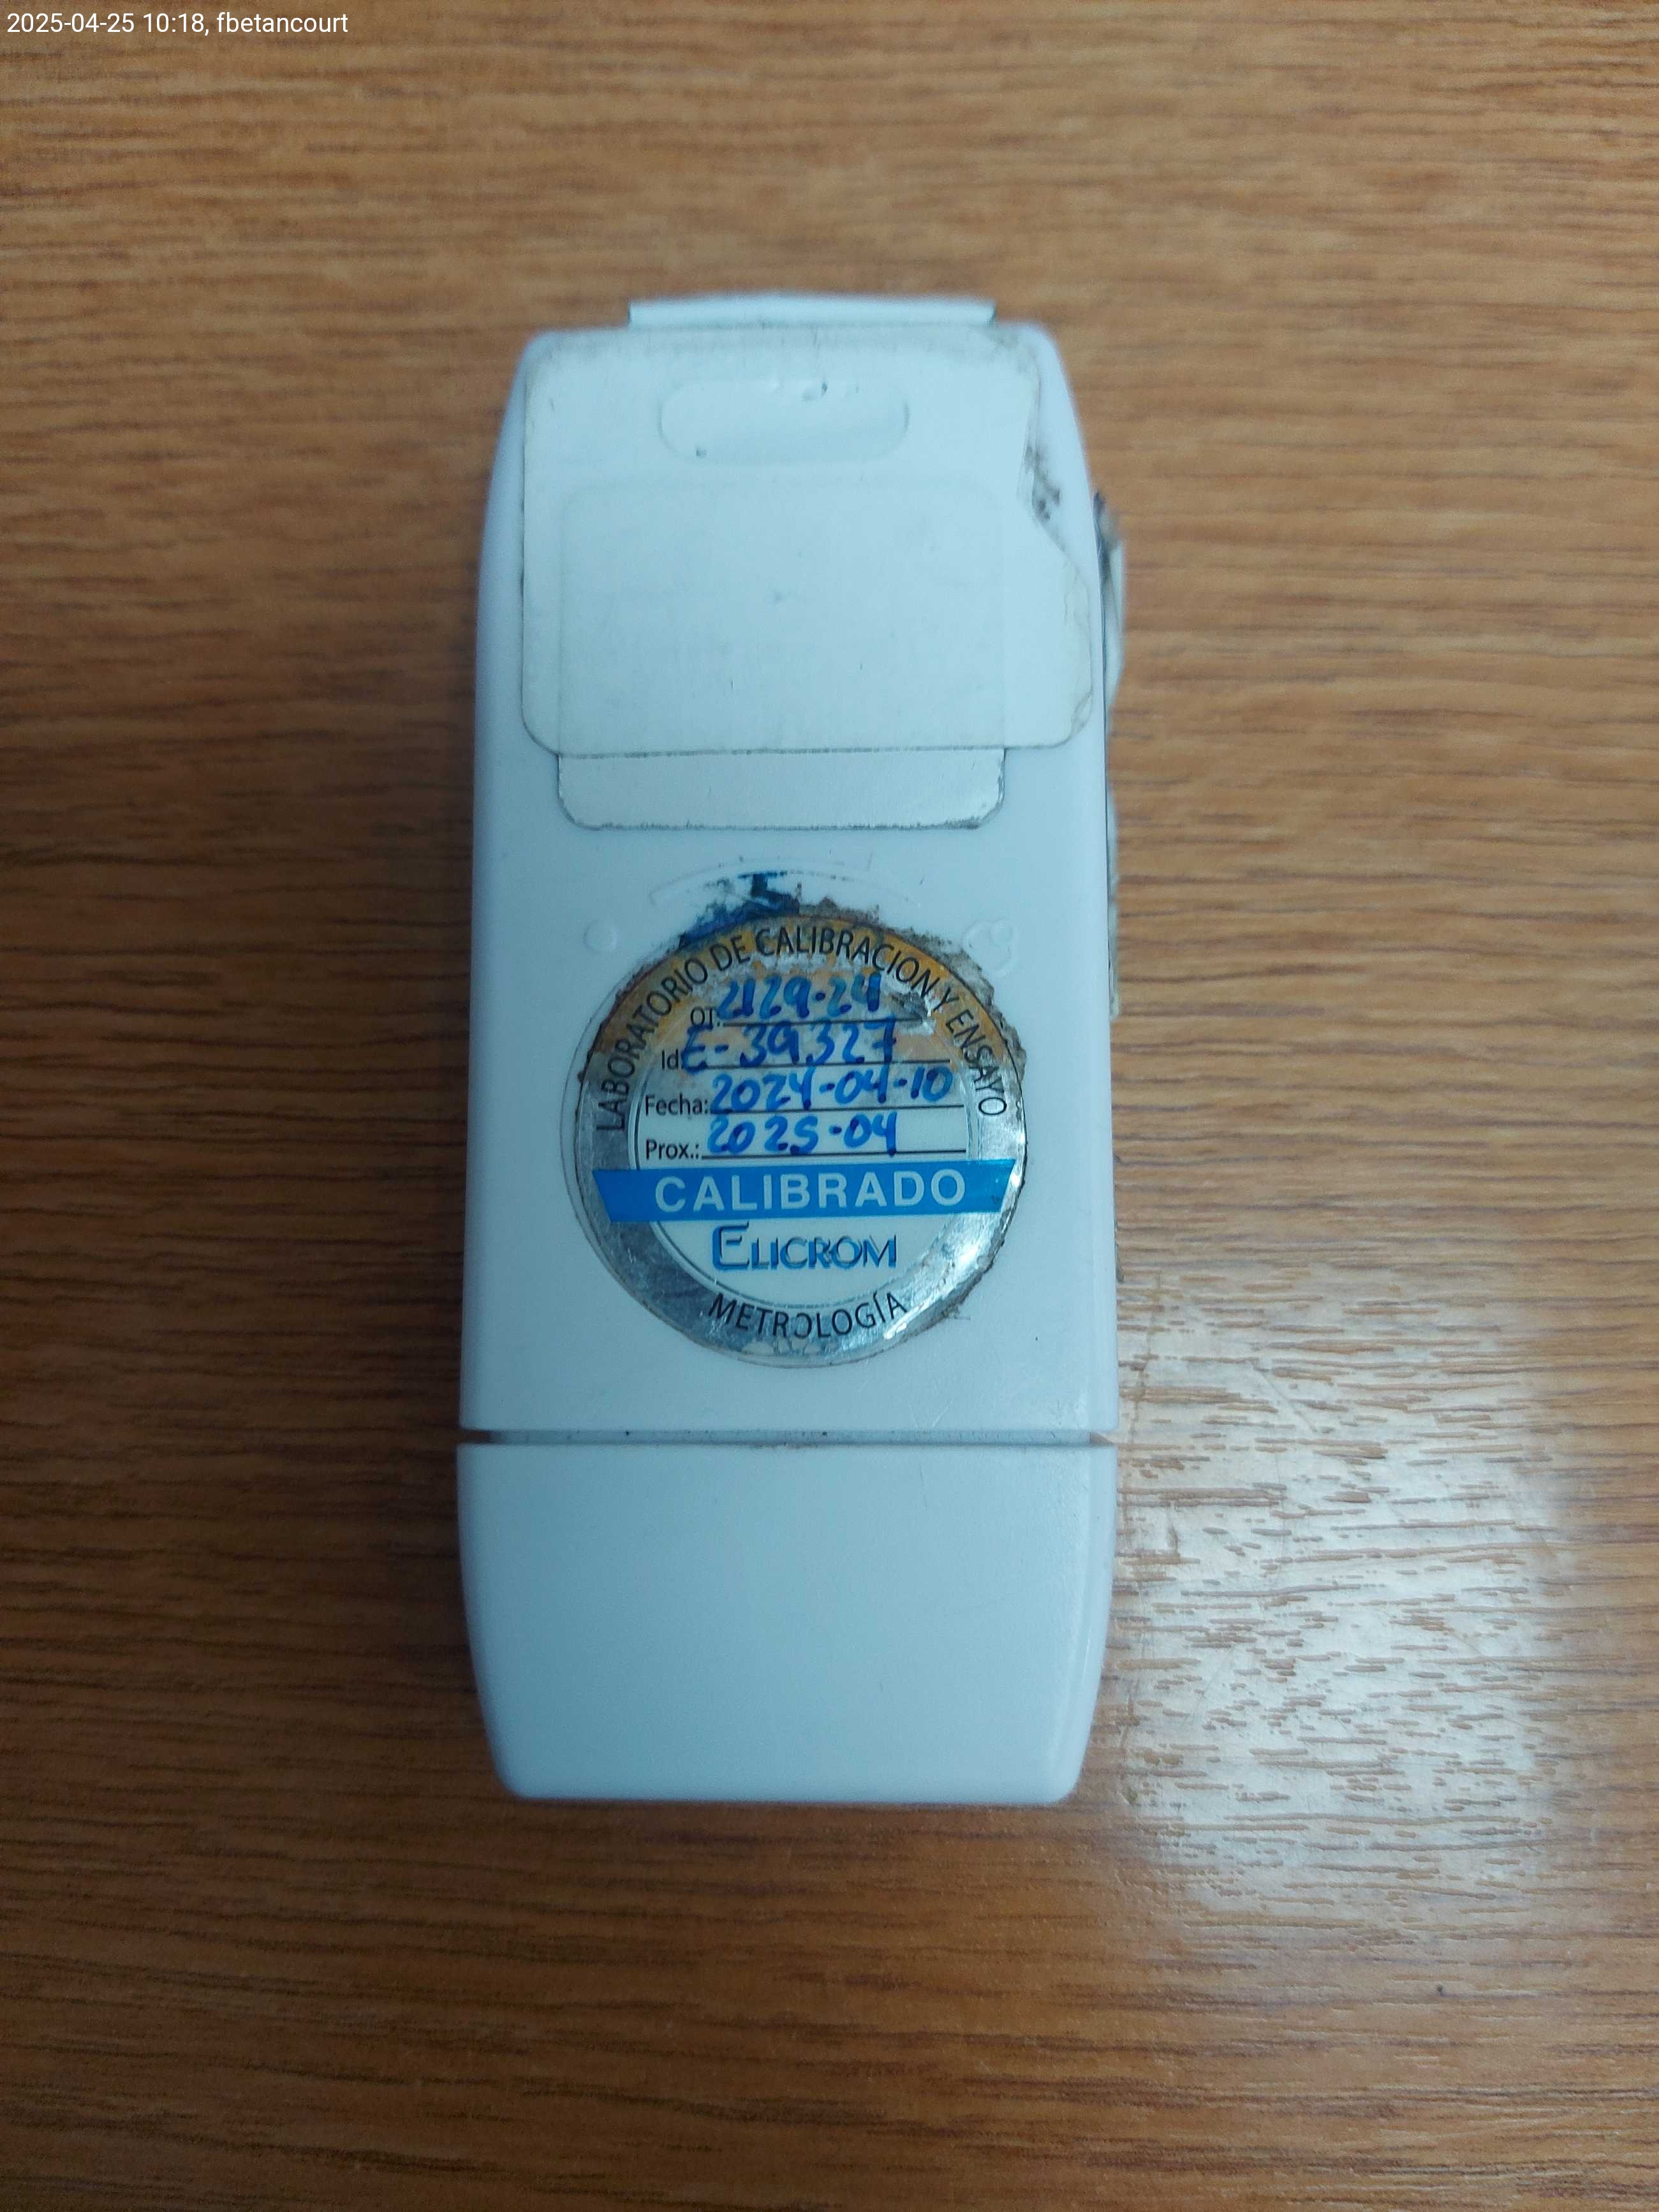 2025-04-25 10:18, fbetancourt
LABORATORIO DE CALIBRACION Y ENSAYO
OT: 2129-24
Id: E-39327
Fecha: 2024-04-10
Prox.: 2025-04
CALIBRADO
ELICROM
METROLOGÍA